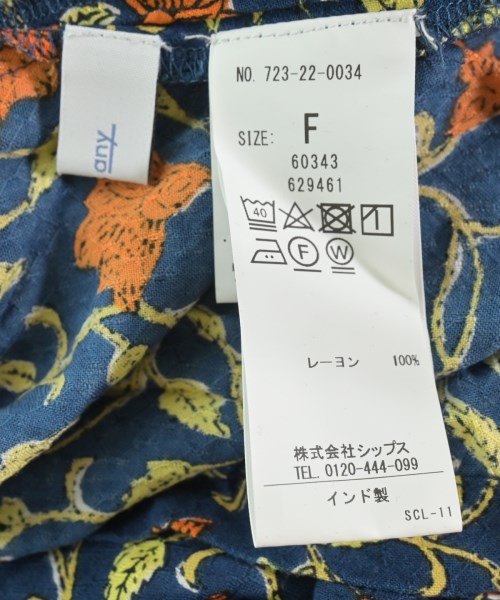 any
NO. 723-22-0034
SIZE: F
60343
629461
40
F W
レーヨン 100%
株式会社シップス
TEL. 0120-444-099
インド製
SCL-11